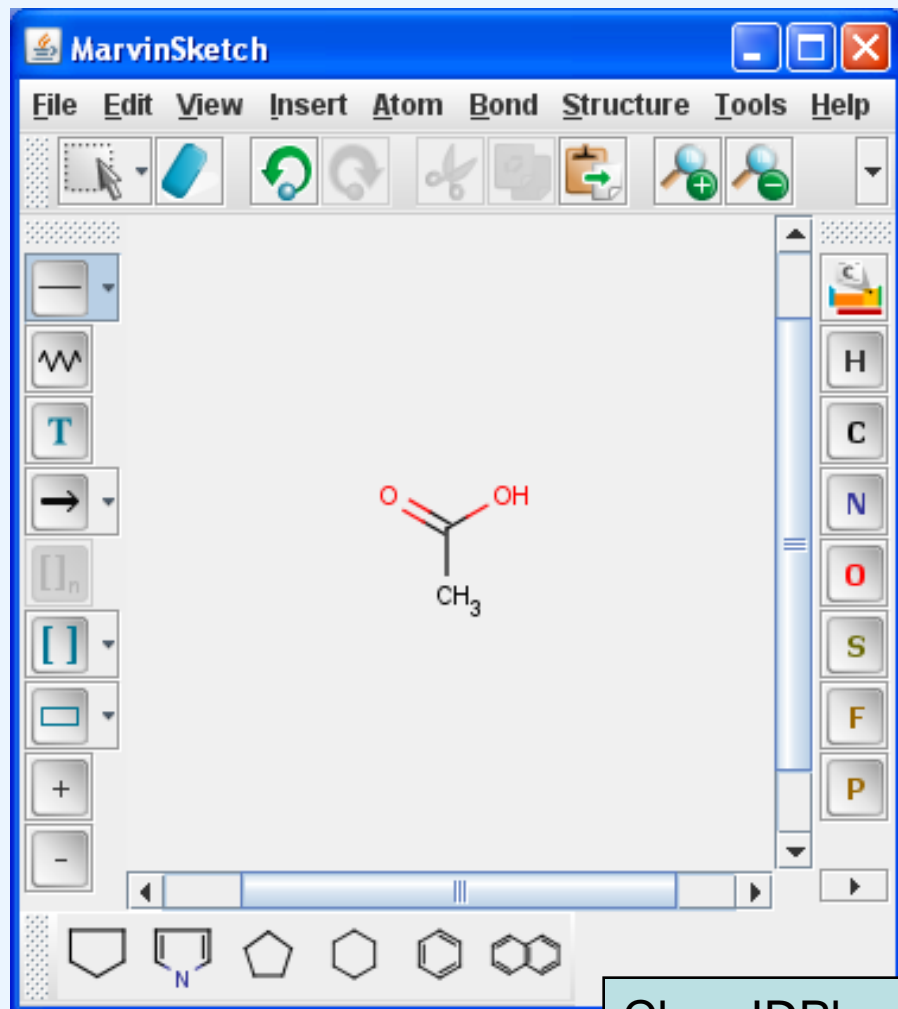 MarvinSketch
File Edit View Insert Atom Bond Structure Tools Help
C
H
T
C
N
O OH
[ ]n
CH3
O
[ ]
S
F
+
P
-
N